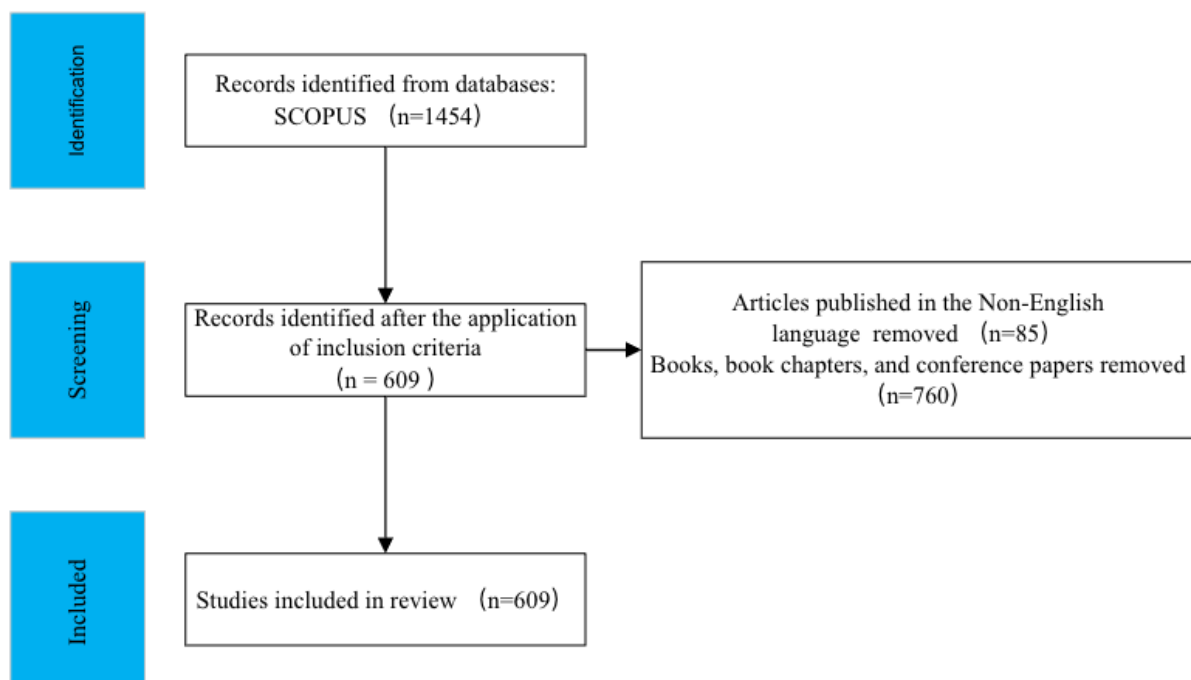 Identification
Records identified from databases:
SCOPUS (n=1454)
Screening
Records identified after the application
of inclusion criteria
(n = 609 )
Articles published in the Non-English
language removed (n=85)
Books, book chapters, and conference papers removed
(n=760)
Included
Studies included in review (n=609)